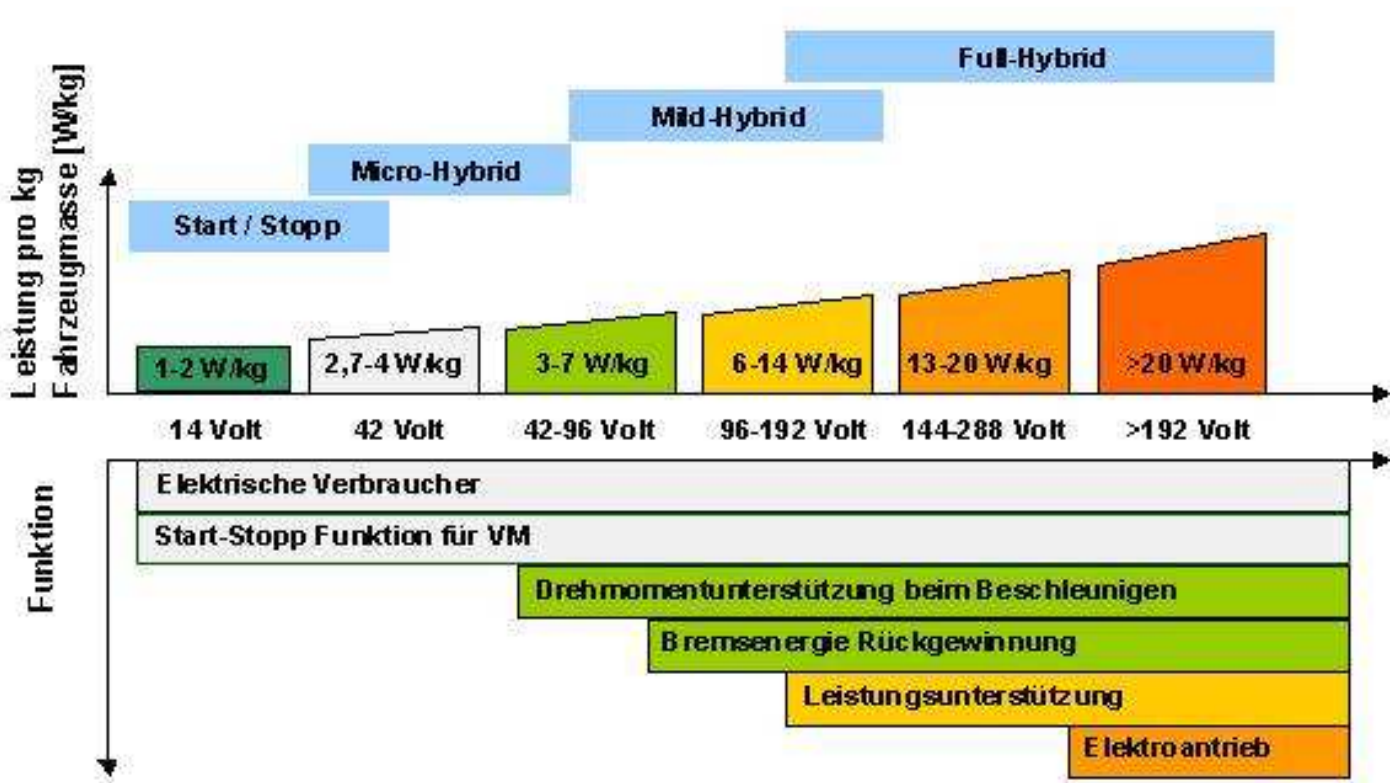 Full-Hybrid
Mild-Hybrid
Micro-Hybrid
Start / Stopp
Leistung pro kg
Fahrzeugmasse [W/kg]
1-2 W/kg
2,7-4 W/kg
3-7 W/kg
6-14 W/kg
13-20 W/kg
>20 W/kg
14 Volt
42 Volt
42-96 Volt
96-192 Volt
144-288 Volt
>192 Volt
Funktion
Elektrische Verbraucher
Start-Stopp Funktion für VM
Drehmomentunterstützung beim Beschleunigen
Bremsenergie Rückgewinnung
Leistungsunterstützung
Elektroantrieb